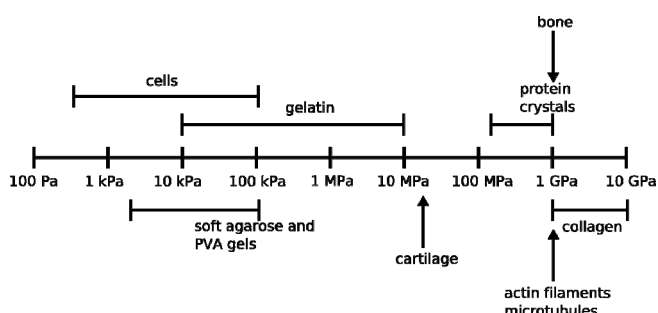 bone
cells
protein
crystals
gelatin
100 Pa 1 kPa 10 kPa 100 kPa 1 MPa 10 MPa 100 MPa 1 GPa 10 GPa
soft agarose and
PVA gels
collagen
cartilage
actin filaments
microtubules